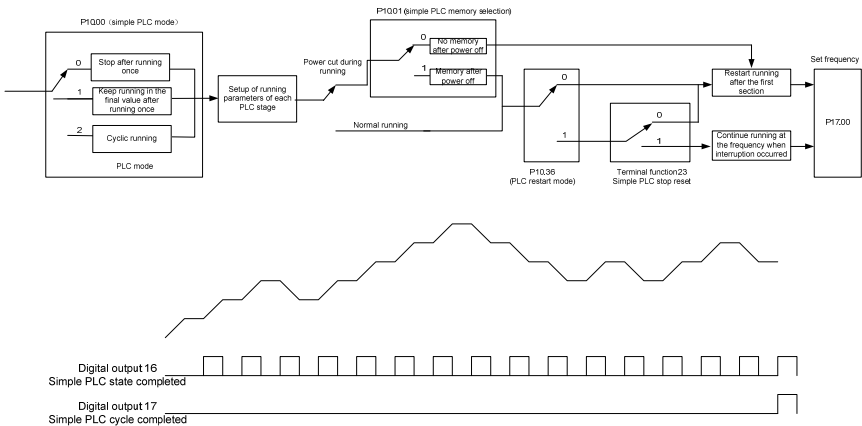 P10.00（simple PLC mode）
0
Stop after running
once
1
Keep running in the
final value after
running once
2
Cyclic running
PLC mode
Setup of running
parameters of each
PLC stage
Power cut during
running
P10.01 (simple PLC memory selection)
0
No memory
after power off
1
Memory after
power off
Normal running
0
1
P10.36
(PLC restart mode)
0
1
Terminal function 23
Simple PLC stop reset
Restart running
after the first
section
Continue running at
the frequency when
interruption occurred
Set frequency
P17.00
Digital output 16
Simple PLC state completed
Digital output 17
Simple PLC cycle completed